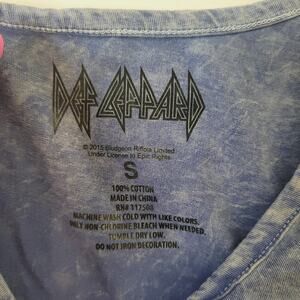 DEF LEPPARD
© 2015 Bludgeon Riffola Limited
Under License to Epic Rights
S
100% COTTON
MADE IN CHINA
RN# 117508
MACHINE WASH COLD WITH LIKE COLORS.
ONLY NON-CHLORINE BLEACH WHEN NEEDED.
TUMBLE DRY LOW.
DO NOT IRON DECORATION.